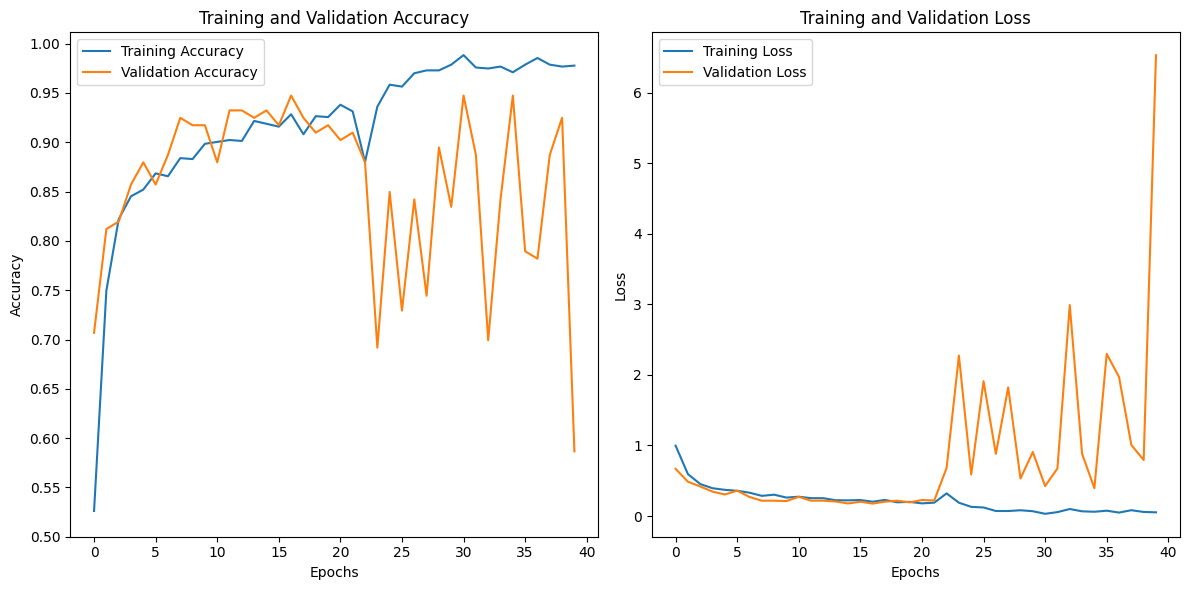 Training and Validation Accuracy
Training Accuracy
Validation Accuracy
1.00
0.95
0.90
0.85
0.80
0.75
0.70
0.65
0.60
0.55
0.50
Accuracy
0 5 10 15 20 25 30 35 40
Epochs
Training and Validation Loss
Training Loss
Validation Loss
6
5
4
3
2
1
0
Loss
0 5 10 15 20 25 30 35 40
Epochs